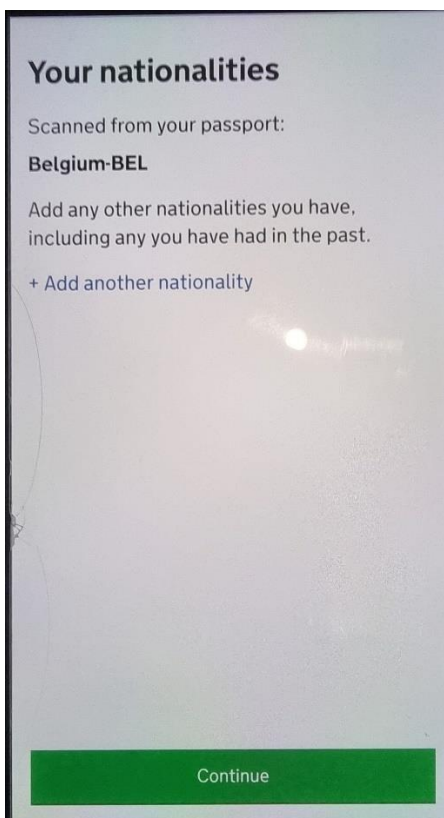 Your nationalities
Scanned from your passport:
Belgium-BEL
Add any other nationalities you have,
including any you have had in the past.
+ Add another nationality
Continue